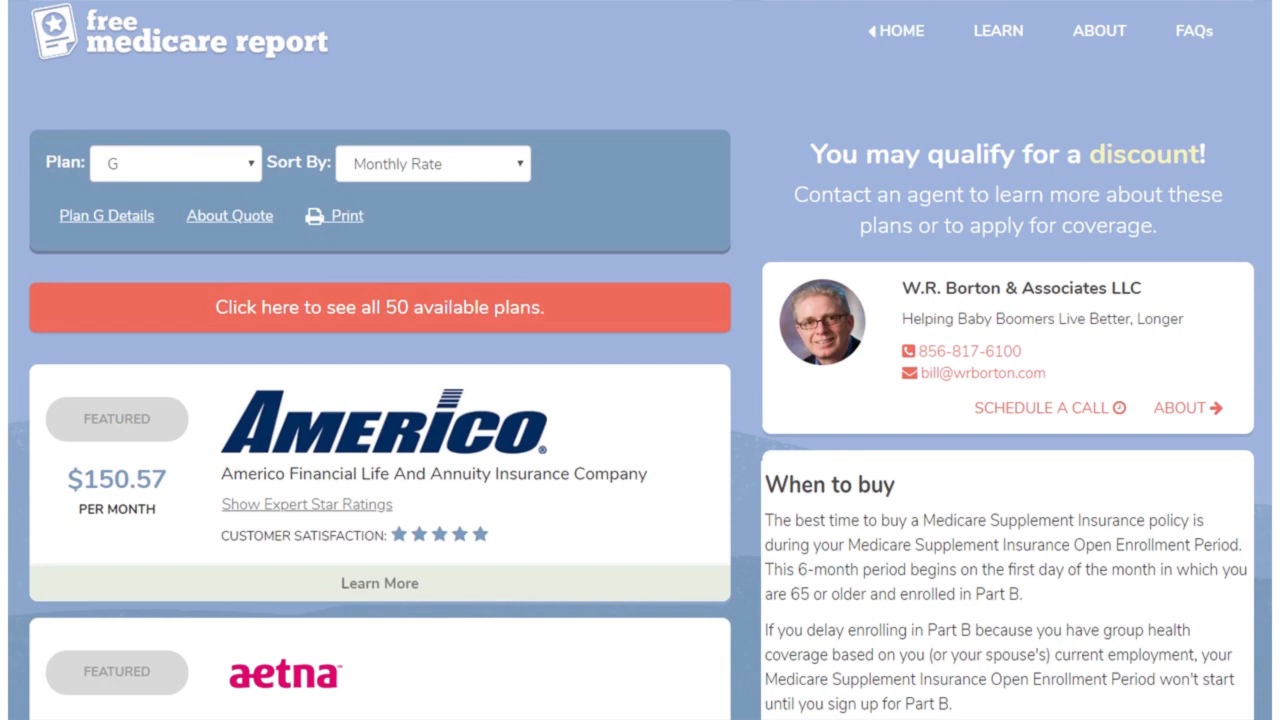 free
medicare report
HOME LEARN ABOUT FAQs
Plan: G Sort By: Monthly Rate
Plan G Details About Quote Print
Click here to see all 50 available plans.
FEATURED
$150.57
PER MONTH
AMERICO®
Americo Financial Life And Annuity Insurance Company
Show Expert Star Ratings
CUSTOMER SATISFACTION:
Learn More
FEATURED
aetna™
You may qualify for a discount!
Contact an agent to learn more about these
plans or to apply for coverage.
W.R. Borton & Associates LLC
Helping Baby Boomers Live Better, Longer
856-817-6100
bill@wrborton.com
SCHEDULE A CALL ABOUT
When to buy
The best time to buy a Medicare Supplement Insurance policy is
during your Medicare Supplement Insurance Open Enrollment Period.
This 6-month period begins on the first day of the month in which you
are 65 or older and enrolled in Part B.
If you delay enrolling in Part B because you have group health
coverage based on you (or your spouse's) current employment, your
Medicare Supplement Insurance Open Enrollment Period won't start
until you sign up for Part B.